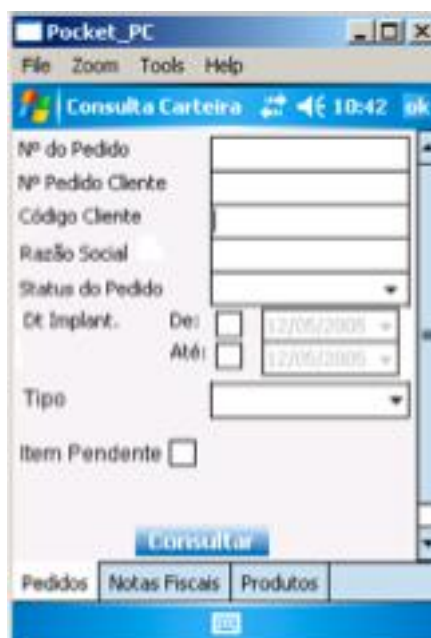 Pocket_PC
File Zoom Tools Help
Consulta Carteira 10:42 ok
Nº do Pedido
Nº Pedido Cliente
Código Cliente
Razão Social
Status do Pedido
Dt Implant. De: 12/05/2005
Até: 12/05/2005
Tipo
Item Pendente
Consultar
Pedidos Notas Fiscais Produtos